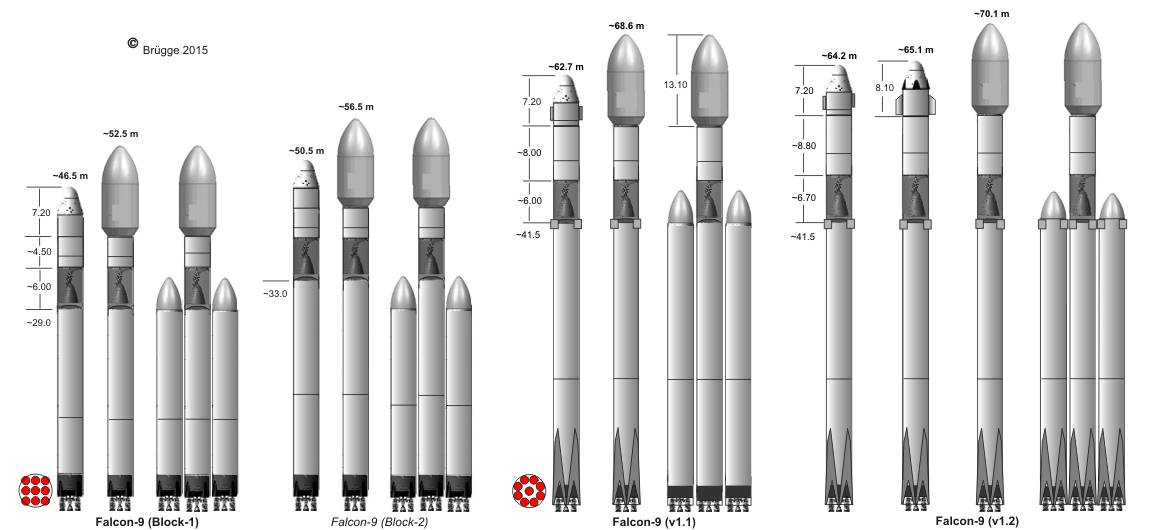 © Brügge 2015
~46.5 m
~52.5 m
7.20
~4.50
~6.00
~29.0
~50.5 m
~56.5 m
~33.0
~62.7 m
~68.6 m
13.10
7.20
~8.00
~6.00
~41.5
~64.2 m
~65.1 m
~70.1 m
7.20
8.10
~8.80
~6.70
~41.5
Falcon-9 (Block-1)
Falcon-9 (Block-2)
Falcon-9 (v1.1)
Falcon-9 (v1.2)